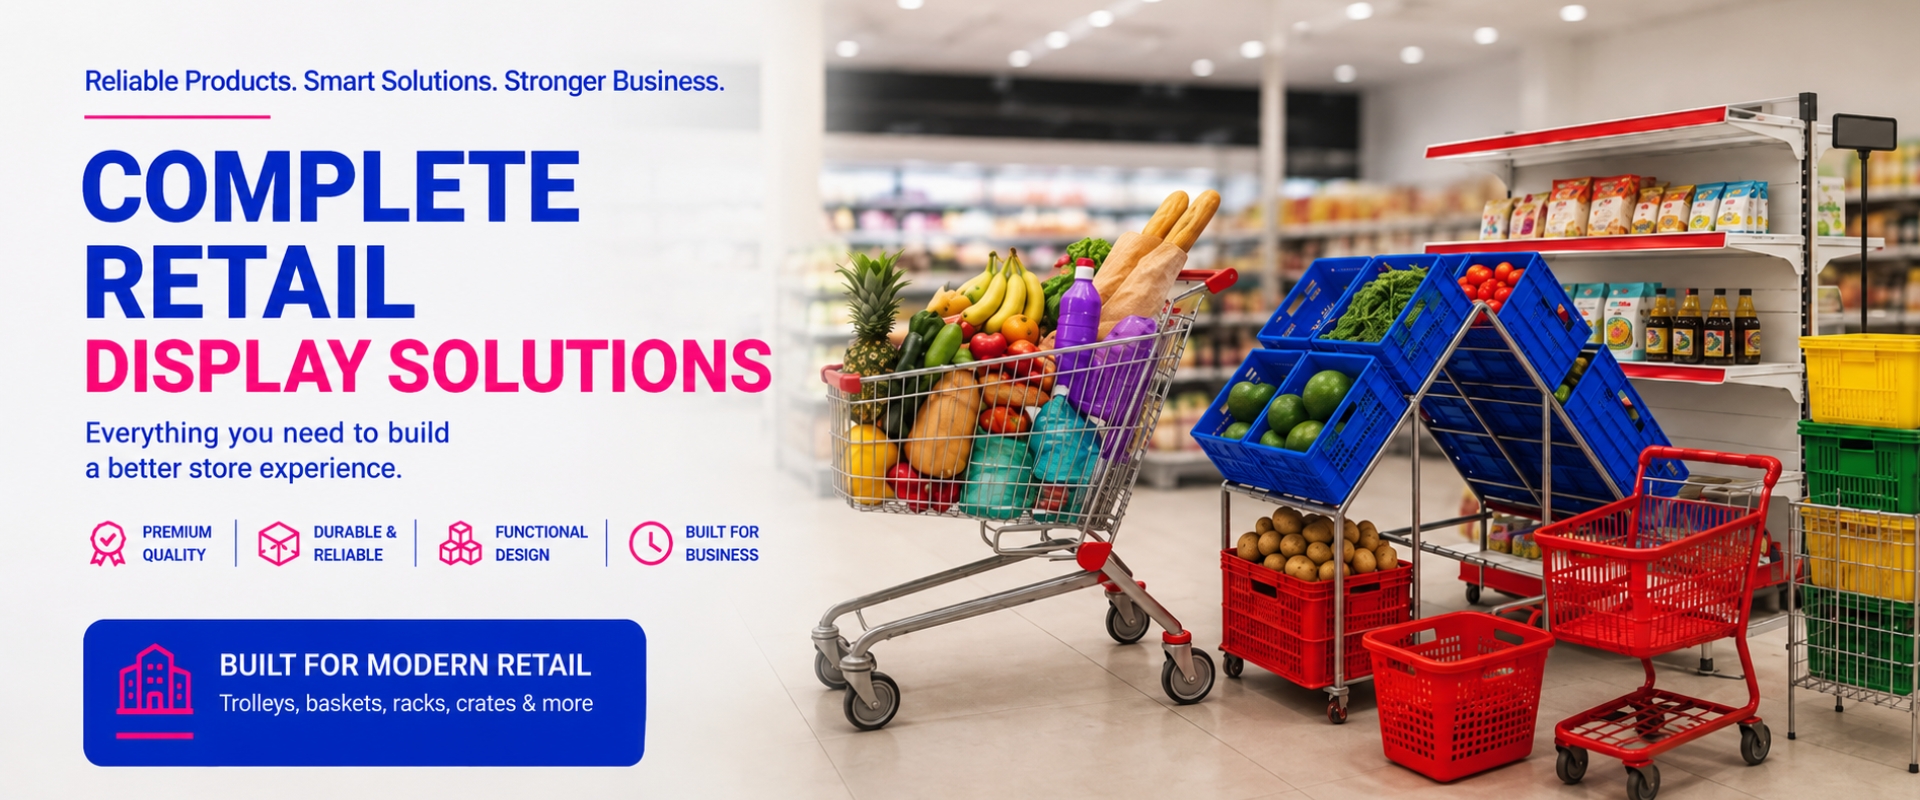 Reliable Products. Smart Solutions. Stronger Business.
COMPLETE
RETAIL
DISPLAY SOLUTIONS
Everything you need to build
a better store experience.
PREMIUM
QUALITY
DURABLE &
RELIABLE
FUNCTIONAL
DESIGN
BUILT FOR
BUSINESS
BUILT FOR MODERN RETAIL
Trolleys, baskets, racks, crates & more